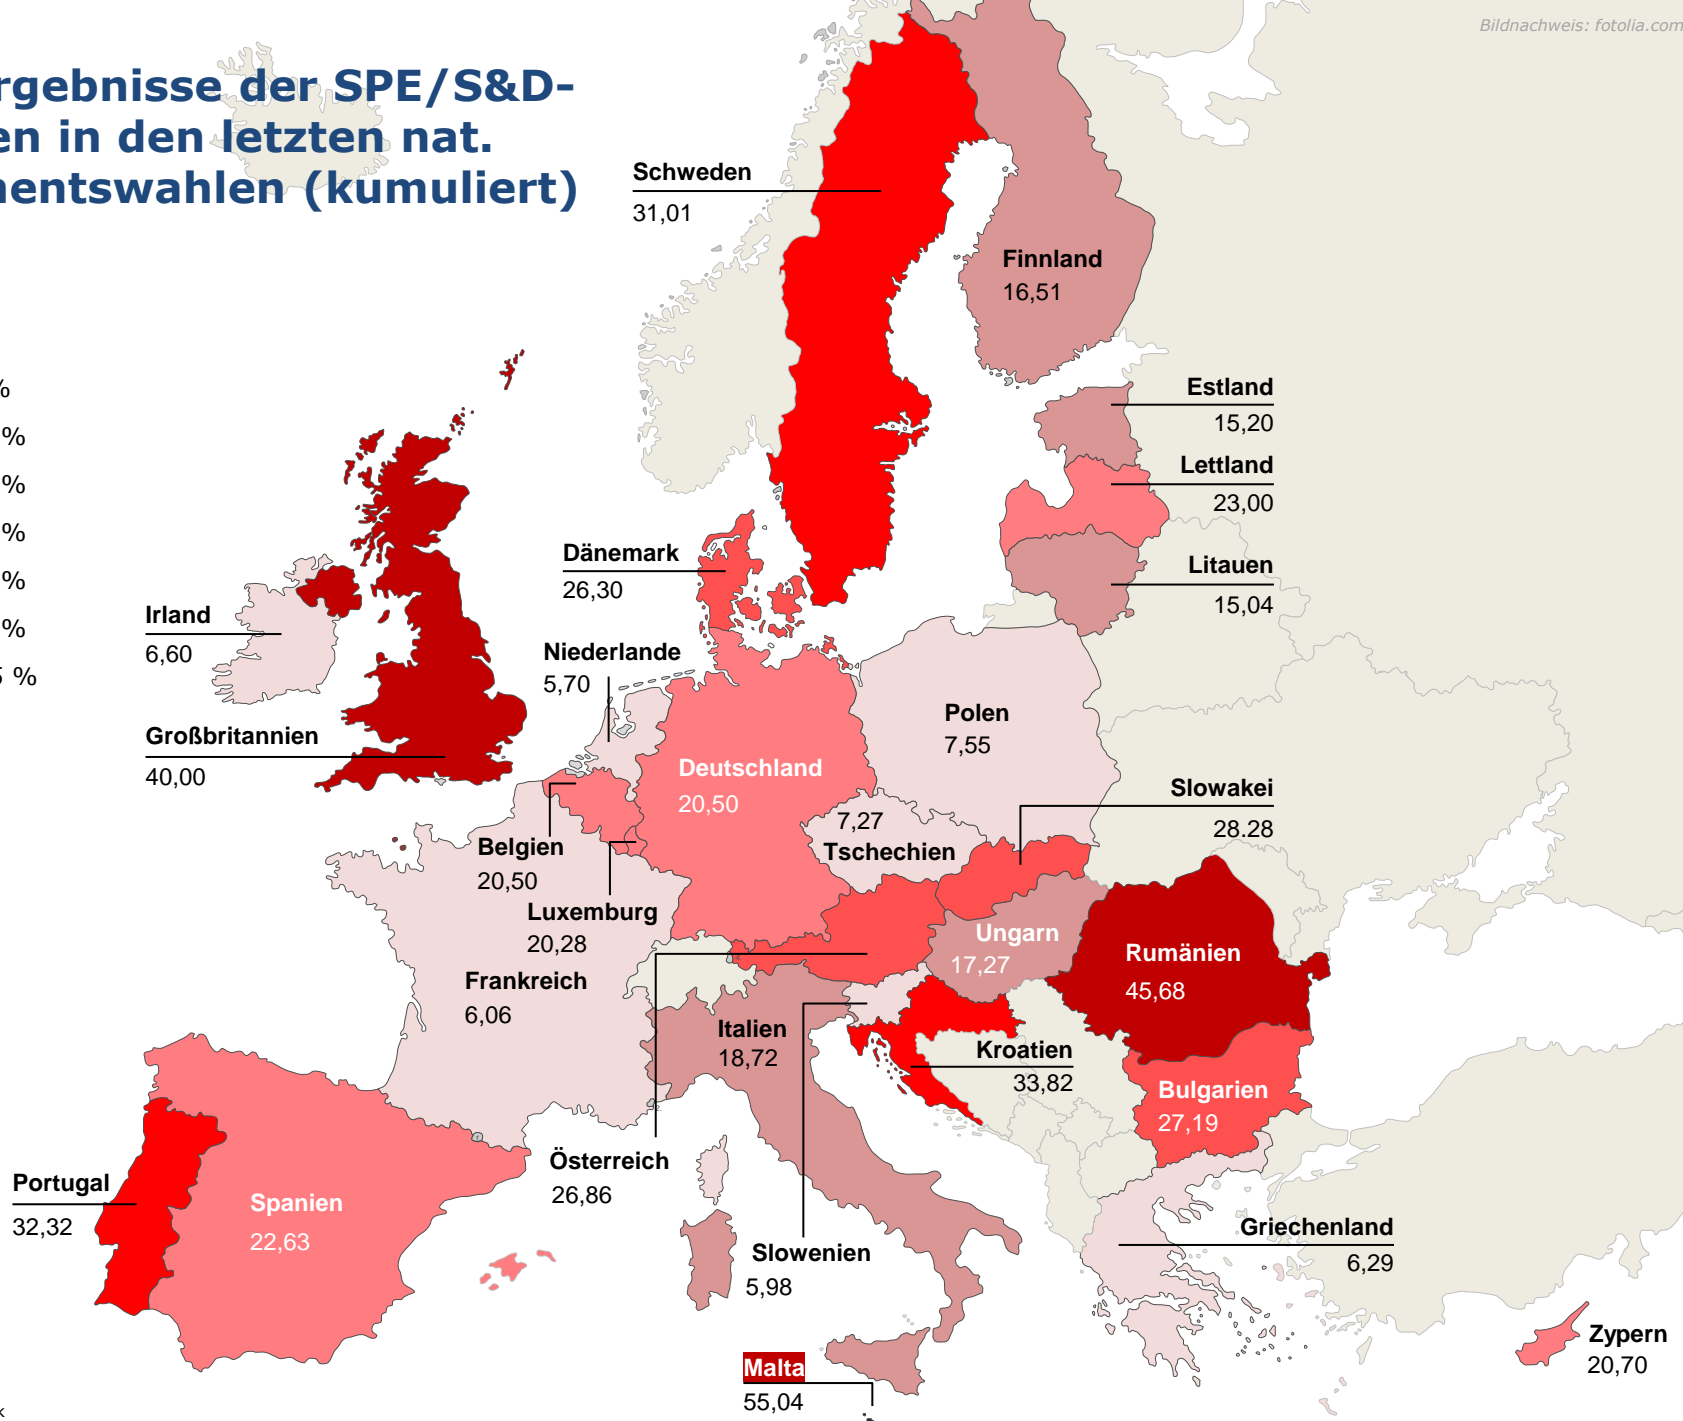 Bildnachweis: fotolia.com
rgebnisse der SPE/S&D-
en in den letzten nat.
nentswahlen (kumuliert)
%
%
%
%
%
%
5 %
Schweden
31,01
Finnland
16,51
Estland
15,20
Lettland
23,00
Litauen
15,04
Dänemark
26,30
Irland
6,60
Niederlande
5,70
Großbritannien
40,00
Polen
7,55
Deutschland
20,50
Slowakei
28.28
7,27
Tschechien
Belgien
20,50
Luxemburg
20,28
Ungarn
17,27
Rumänien
45,68
Frankreich
6,06
Italien
18,72
Kroatien
33,82
Bulgarien
27,19
Österreich
26,86
Portugal
32,32
Spanien
22,63
Slowenien
5,98
Griechenland
6,29
Zypern
20,70
Malta
55,04
k